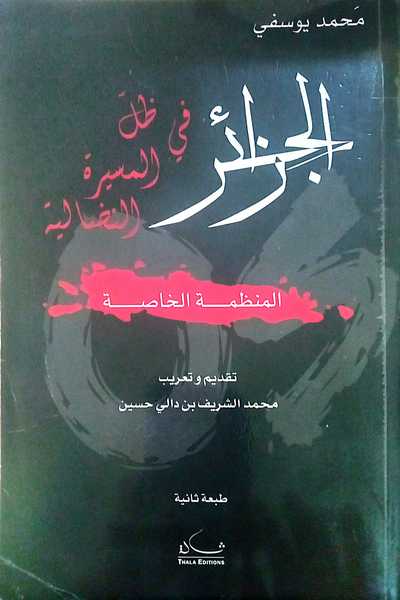 مَحمد يوسفي
الجزائر
في ظلّ
المسيرة
النضالية
المنظمة الخاصة
تقديم و تعريب
محمد الشريف بن دالي حسين
طبعة ثانية
ثالة
THALA EDITIONS